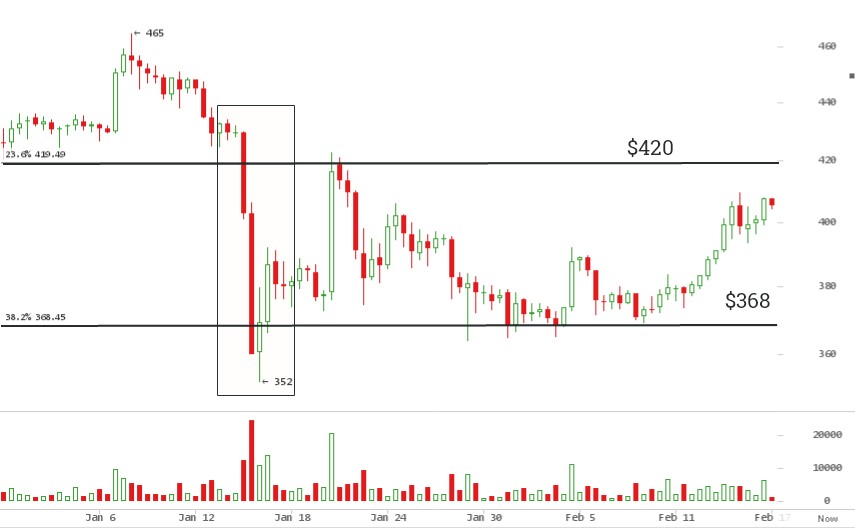 ← 465
460
440
$420
23.6% 419.49
420
400
380
$368
38.2% 368.45
360
← 352
20000
10000
0
Jan 6
Jan 12
Jan 18
Jan 24
Jan 30
Feb 5
Feb 11
Feb 17
Now